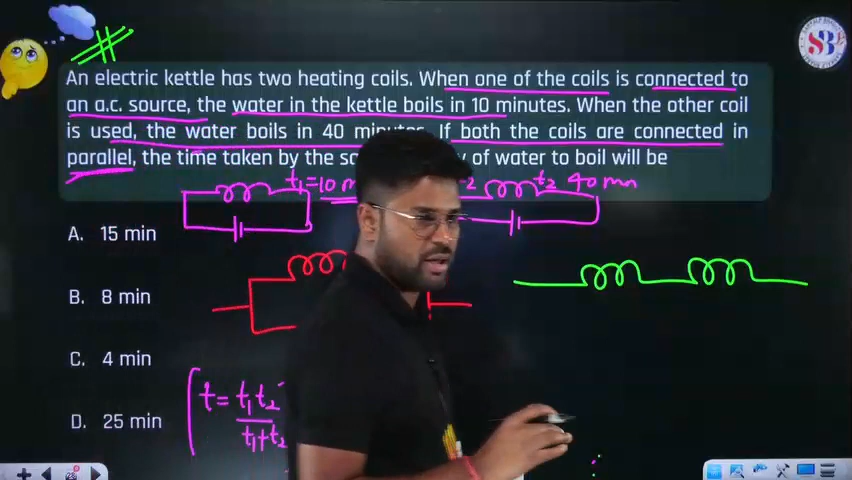 An electric kettle has two heating coils. When one of the coils is connected to
an a.c. source, the water in the kettle boils in 10 minutes. When the other coil
is used, the water boils in 40 minutes. If both the coils are connected in
parallel, the time taken by the of water to boil will be
t₁=10 t₂ 40 min
A. 15 min
B. 8 min
C. 4 min
t = t₁t₂
t₁+t₂
D. 25 min
SB